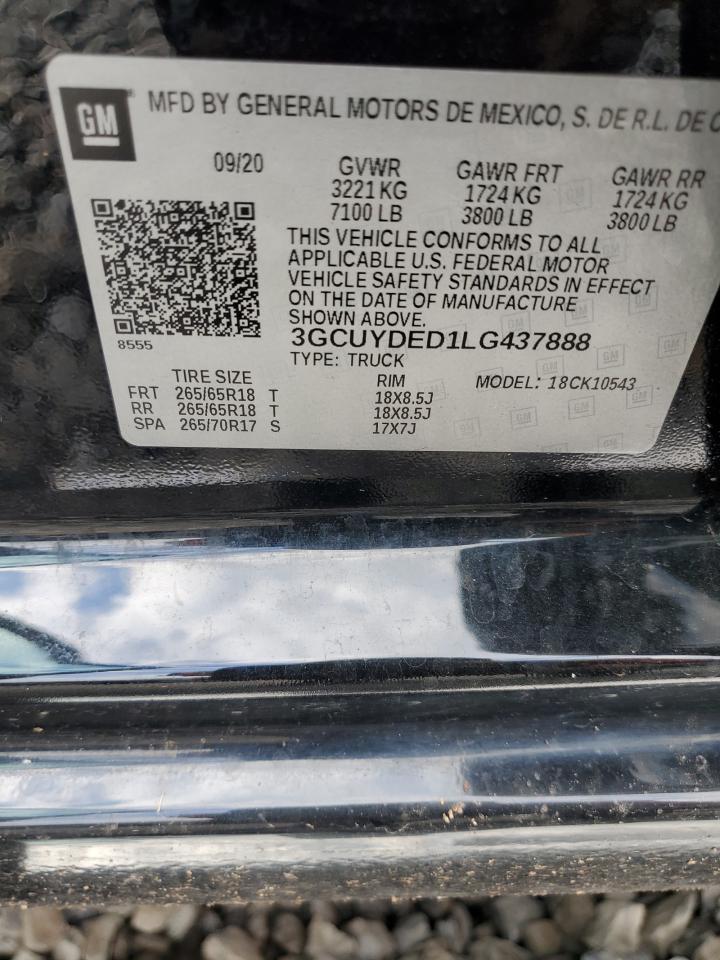 GM
MFD BY GENERAL MOTORS DE MEXICO, S. DE R.L. DE C
09/20
GVWR GAWR FRT GAWR RR
3221 KG 1724 KG 1724 KG
7100 LB 3800 LB 3800 LB
THIS VEHICLE CONFORMS TO ALL
APPLICABLE U.S. FEDERAL MOTOR
VEHICLE SAFETY STANDARDS IN EFFECT
ON THE DATE OF MANUFACTURE
SHOWN ABOVE.
8555
3GCUYDED1LG437888
TYPE: TRUCK
TIRE SIZE RIM MODEL: 18CK10543
FRT 265/65R18 T 18X8.5J
RR 265/65R18 T 18X8.5J
SPA 265/70R17 S 17X7J